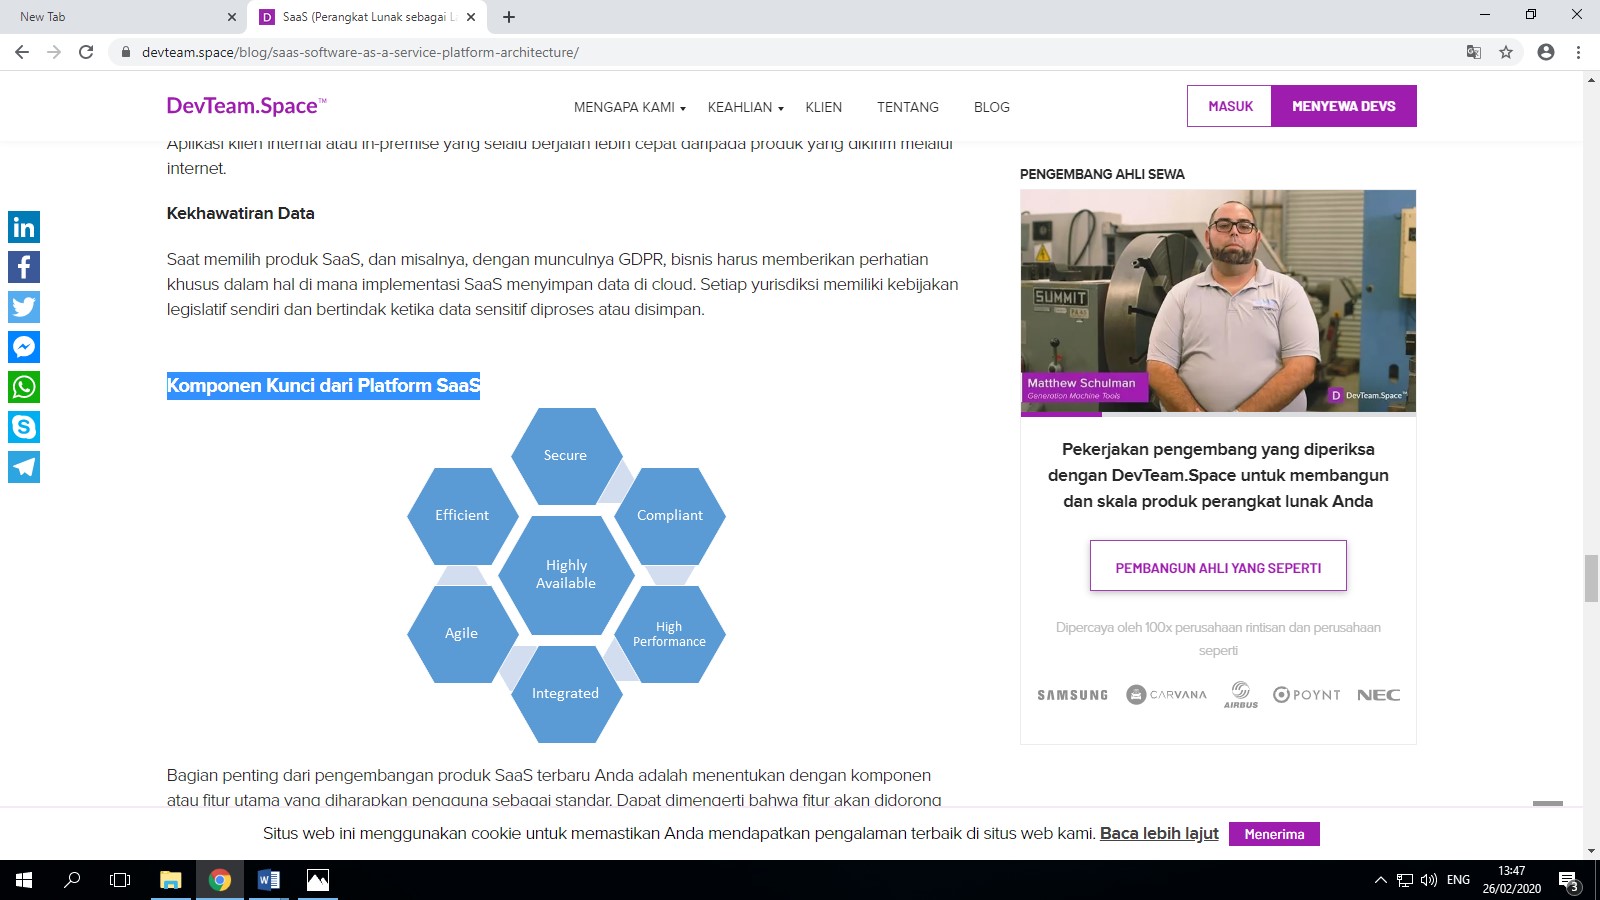 New Tab
SaaS (Perangkat Lunak sebagai L
devteam.space/blog/saas-software-as-a-service-platform-architecture/
DevTeam.Space™
MENGAPA KAMI
KEAHLIAN
KLIEN
TENTANG
BLOG
MASUK
MENYEWA DEVS
Aplikasi klien internal atau in-premise yang selalu berjalan lebih cepat daripada produk yang dikirim melalui
internet.
Kekhawatiran Data
Saat memilih produk SaaS, dan misalnya, dengan munculnya GDPR, bisnis harus memberikan perhatian
khusus dalam hal di mana implementasi SaaS menyimpan data di cloud. Setiap yurisdiksi memiliki kebijakan
legislatif sendiri dan bertindak ketika data sensitif diproses atau disimpan.
Komponen Kunci dari Platform SaaS
Secure
Efficient
Compliant
Highly
Available
Agile
High
Performance
Integrated
Bagian penting dari pengembangan produk SaaS terbaru Anda adalah menentukan dengan komponen
atau fitur utama yang diharapkan pengguna sebagai standar. Dapat dimengerti bahwa fitur akan didorong
PENGEMBANG AHLI SEWA
SUMMIT
Matthew Schulman
Generation Machine Tools
D DevTeam.Space™
Pekerjakan pengembang yang diperiksa
dengan DevTeam.Space untuk membangun
dan skala produk perangkat lunak Anda
PEMBANGUN AHLI YANG SEPERTI
Dipercaya oleh 100x perusahaan rintisan dan perusahaan
seperti
SAMSUNG
CARVANA
AIRBUS
POYNT
NEC
Situs web ini menggunakan cookie untuk memastikan Anda mendapatkan pengalaman terbaik di situs web kami. Baca lebih lajut
Menerima
ENG
13:47
26/02/2020
3